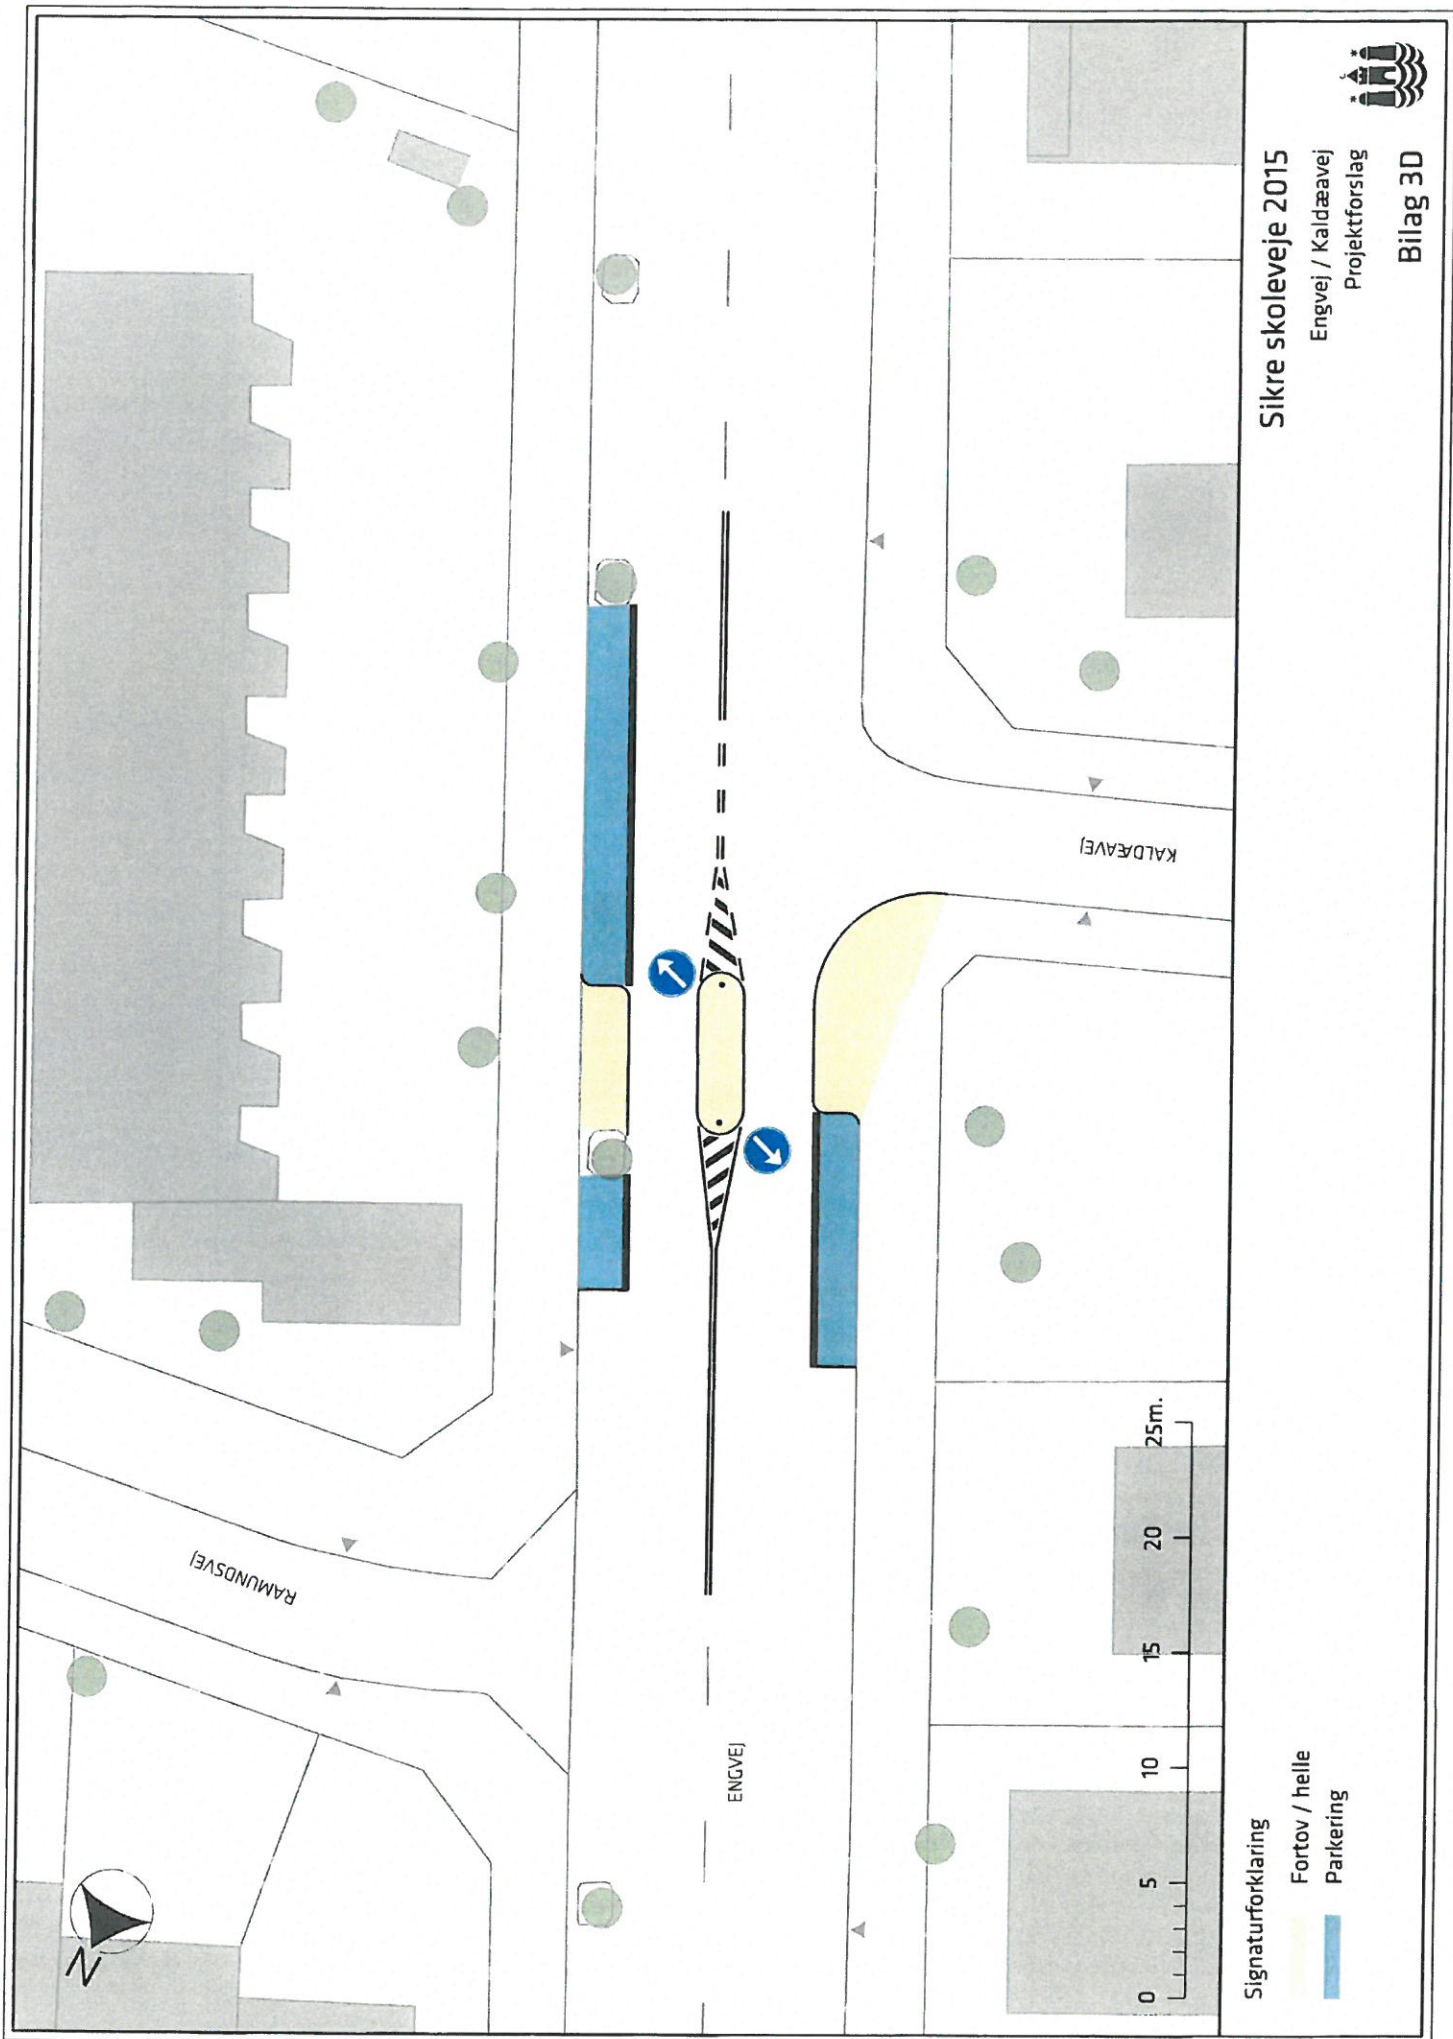 N
RAMUNDSVEJ
ENGVEJ
KALDÆAVEJ
0 5 10 15 20 25m.
Signaturforklaring
Fortov / helle
Parkering
Sikre skoleveje 2015
Engvej / Kaldæavej
Projektforslag
Bilag 3D